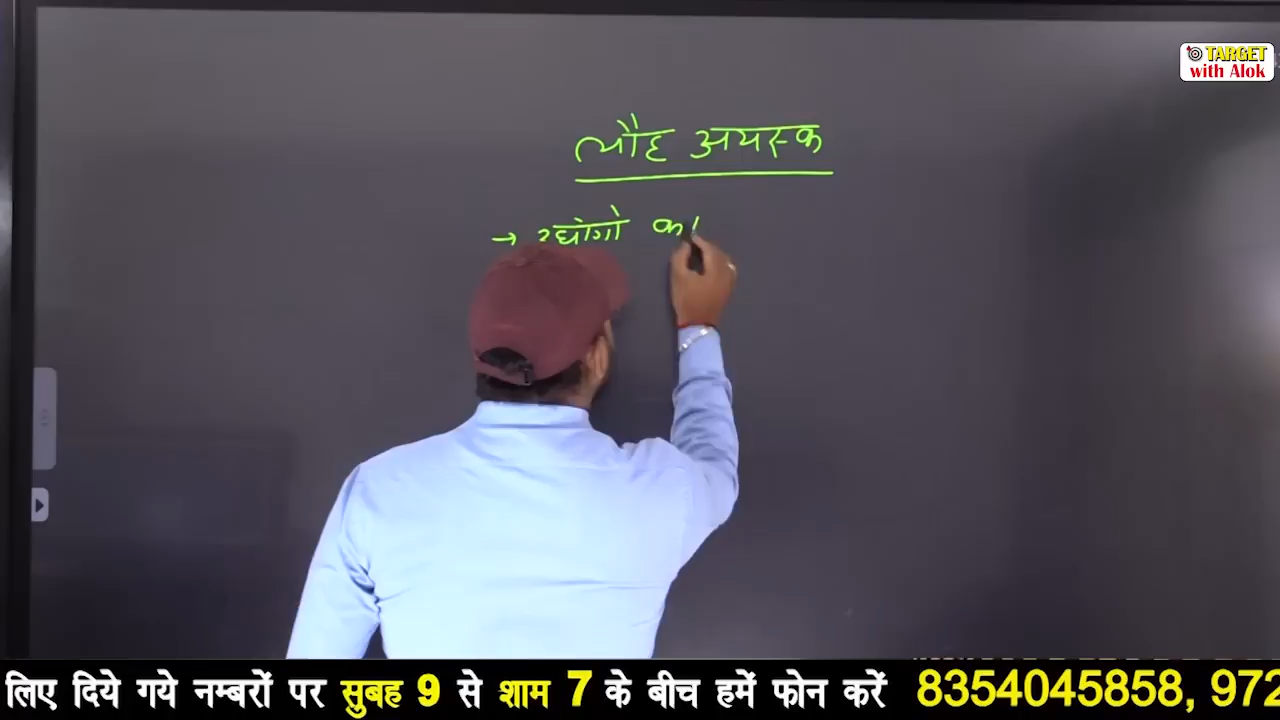 TARGET
with Alok
लौह अयस्क
→ उद्योगो का
लिए दिये गये नम्बरों पर सुबह 9 से शाम 7 के बीच हमें फोन करें 8354045858, 972